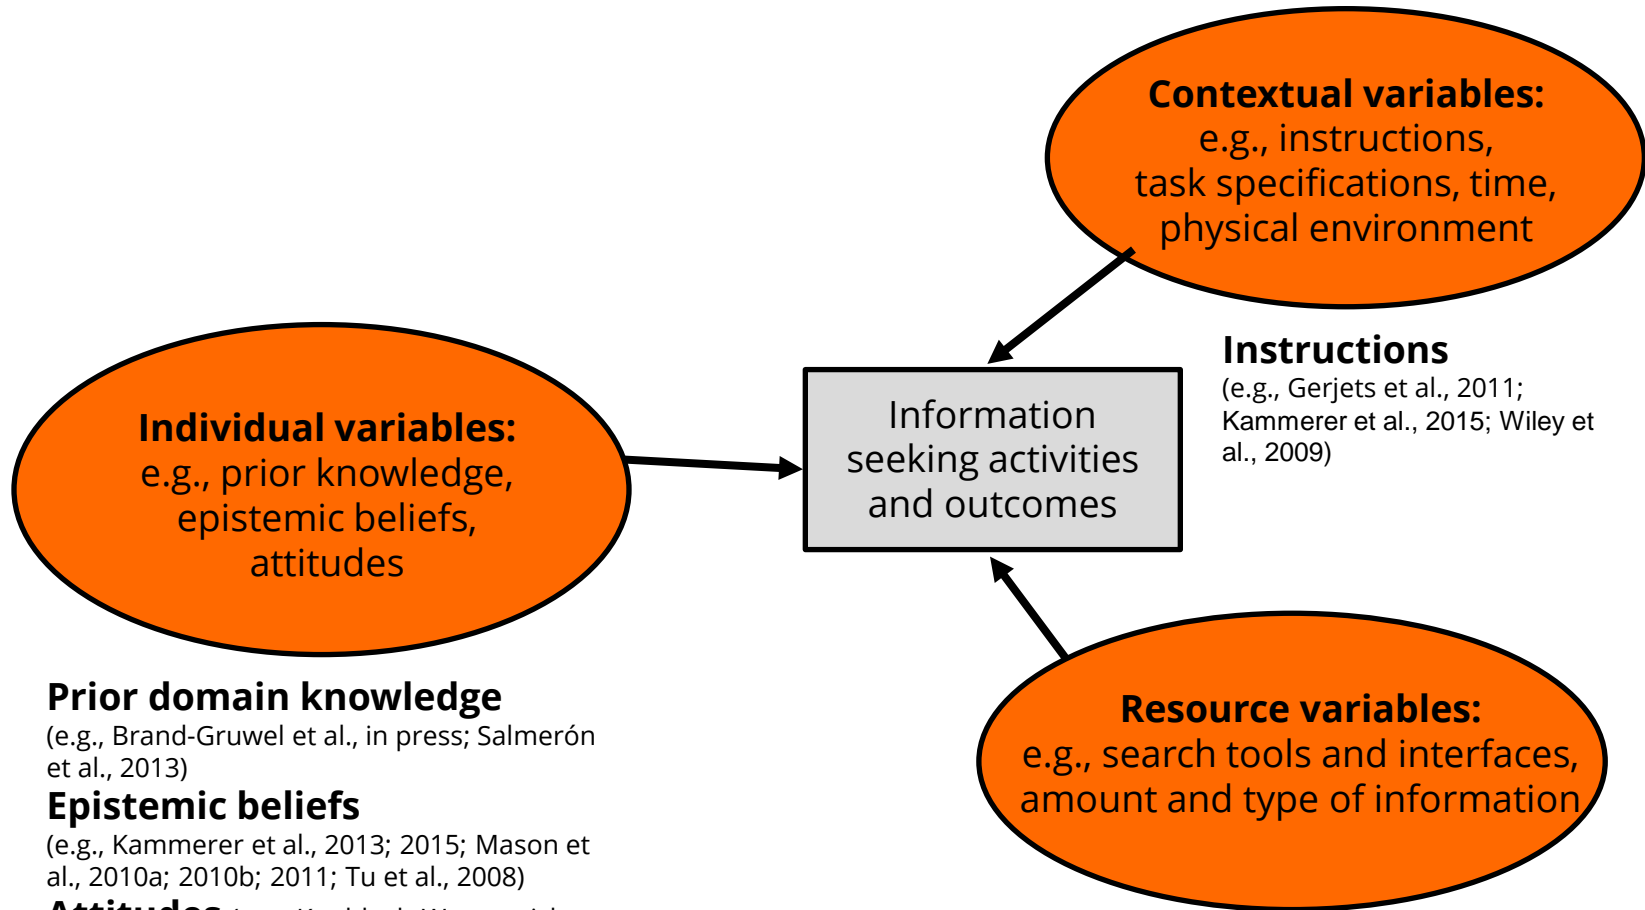 Contextual variables:
e.g., instructions,
task specifications, time,
physical environment
Instructions
(e.g., Gerjets et al., 2011;
Kammerer et al., 2015; Wiley et
al., 2009)
Individual variables:
e.g., prior knowledge,
epistemic beliefs,
attitudes
Information
seeking activities
and outcomes
Prior domain knowledge
(e.g., Brand-Gruwel et al., in press; Salmerón
et al., 2013)
Epistemic beliefs
(e.g., Kammerer et al., 2013; 2015; Mason et
al., 2010a; 2010b; 2011; Tu et al., 2008)
Attitudes
Resource variables:
e.g., search tools and interfaces,
amount and type of information